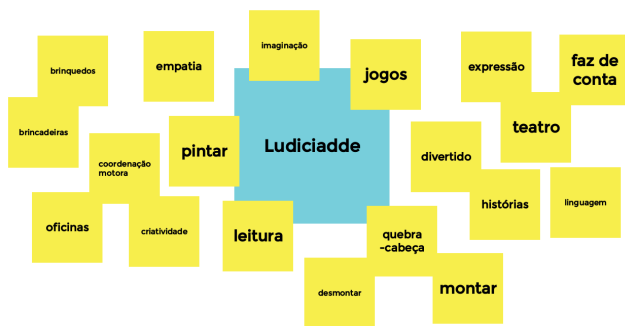 imaginação
empatia
faz de
conta
brinquedos
expressão
jogos
brincadeiras
teatro
Ludiciadde
pintar
divertido
coordenação
motora
linguagem
histórias
oficinas
criatividade
leitura
quebra
-cabeça
montar
desmontar